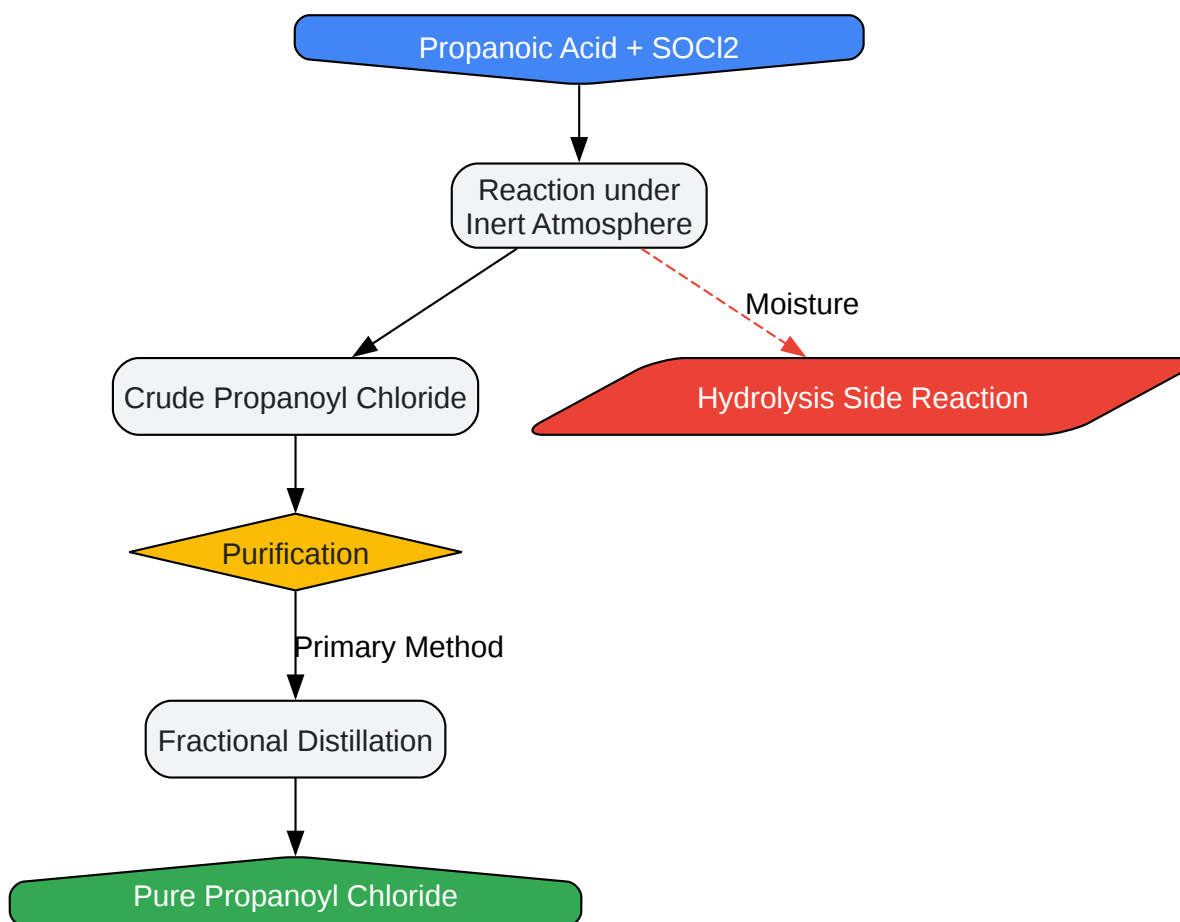 Propanoic Acid + SOCl2
Reaction under
Inert Atmosphere
Moisture
Crude Propanoyl Chloride
Hydrolysis Side Reaction
Purification
Primary Method
Fractional Distillation
Pure Propanoyl Chloride